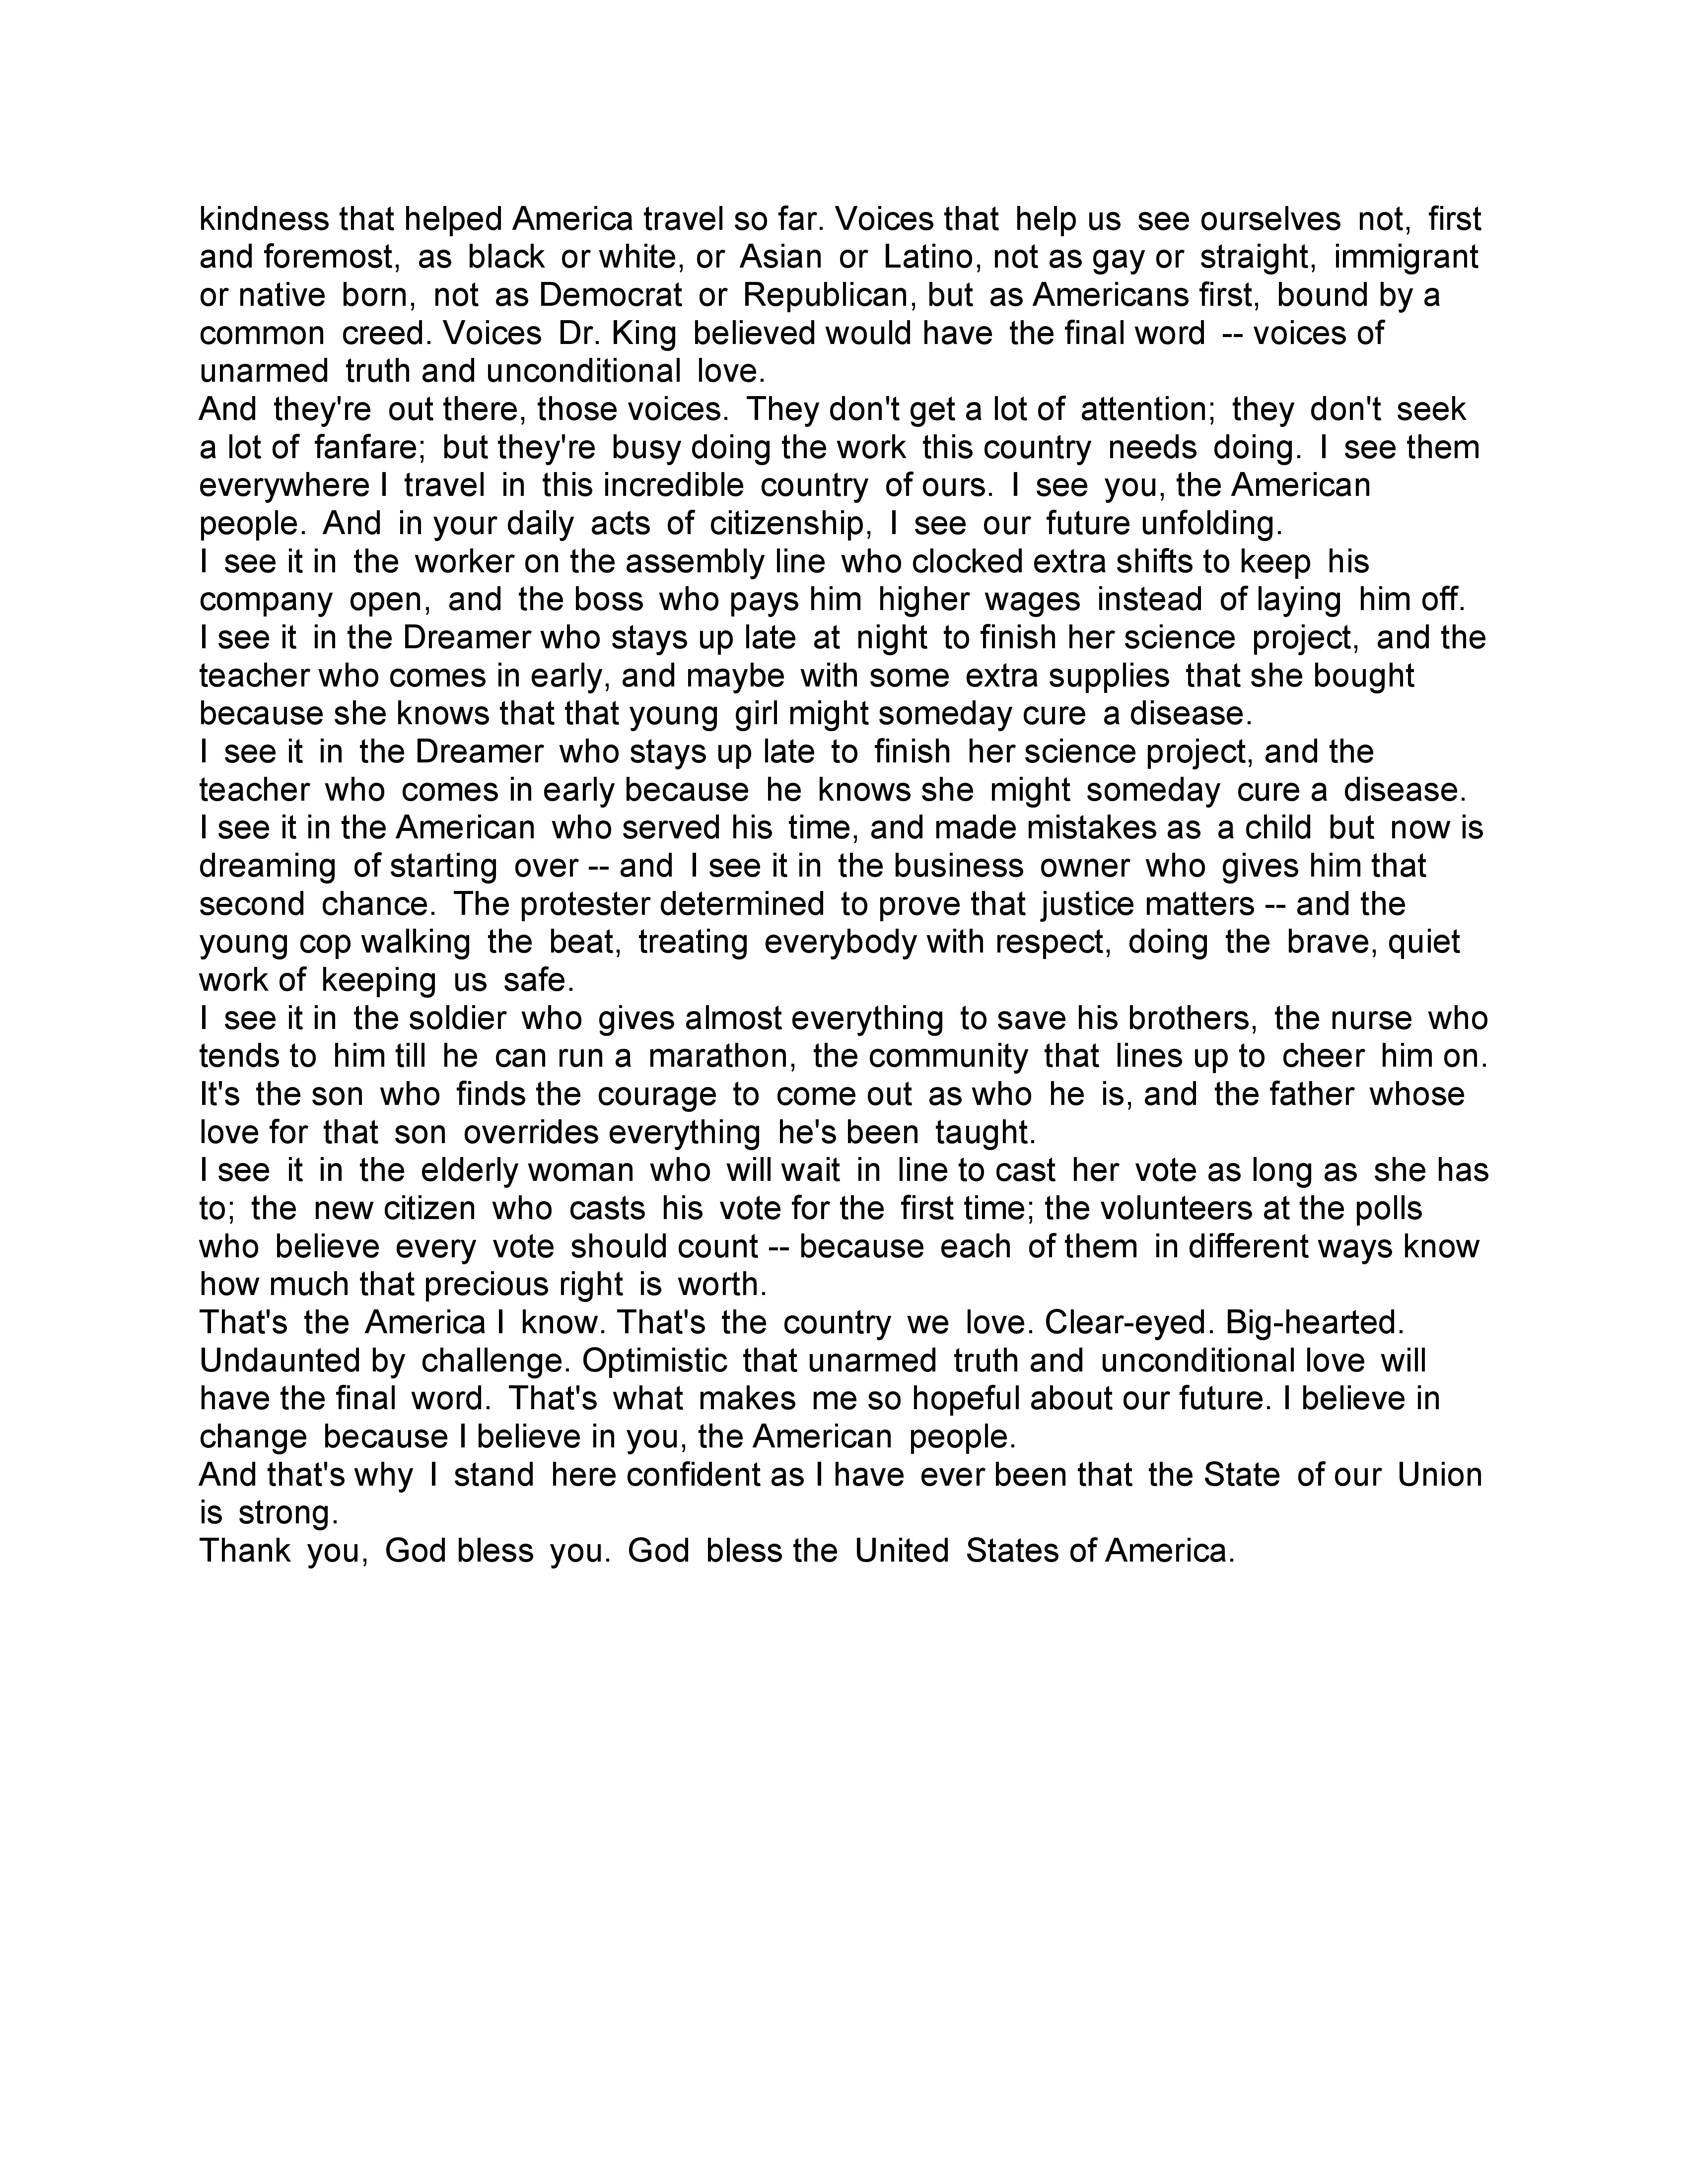 kindness that helped America travel so far. Voices that help us see ourselves not, first
and foremost, as black or white, or Asian or Latino, not as gay or straight, immigrant
or native born, not as Democrat or Republican, but as Americans first, bound by a
common creed. Voices Dr. King believed would have the final word -- voices of
unarmed truth and unconditional love.
And they're out there, those voices. They don't get a lot of attention; they don't seek
a lot of fanfare; but they're busy doing the work this country needs doing. I see them
everywhere I travel in this incredible country of ours. I see you, the American
people. And in your daily acts of citizenship, I see our future unfolding.
I see it in the worker on the assembly line who clocked extra shifts to keep his
company open, and the boss who pays him higher wages instead of laying him off.
I see it in the Dreamer who stays up late at night to finish her science project, and the
teacher who comes in early, and maybe with some extra supplies that she bought
because she knows that that young girl might someday cure a disease.
I see it in the Dreamer who stays up late to finish her science project, and the
teacher who comes in early because he knows she might someday cure a disease.
I see it in the American who served his time, and made mistakes as a child but now is
dreaming of starting over -- and I see it in the business owner who gives him that
second chance. The protester determined to prove that justice matters -- and the
young cop walking the beat, treating everybody with respect, doing the brave, quiet
work of keeping us safe.
I see it in the soldier who gives almost everything to save his brothers, the nurse who
tends to him till he can run a marathon, the community that lines up to cheer him on.
It's the son who finds the courage to come out as who he is, and the father whose
love for that son overrides everything he's been taught.
I see it in the elderly woman who will wait in line to cast her vote as long as she has
to; the new citizen who casts his vote for the first time; the volunteers at the polls
who believe every vote should count -- because each of them in different ways know
how much that precious right is worth.
That's the America I know. That's the country we love. Clear-eyed. Big-hearted.
Undaunted by challenge. Optimistic that unarmed truth and unconditional love will
have the final word. That's what makes me so hopeful about our future. I believe in
change because I believe in you, the American people.
And that's why I stand here confident as I have ever been that the State of our Union
is strong.
Thank you, God bless you. God bless the United States of America.